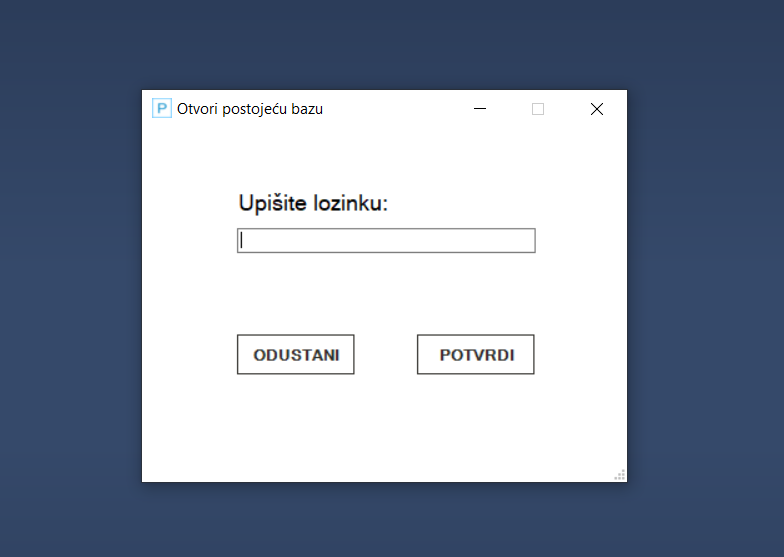 P Otvori postojeću bazu
Upišite lozinku:
ODUSTANI POTVRDI